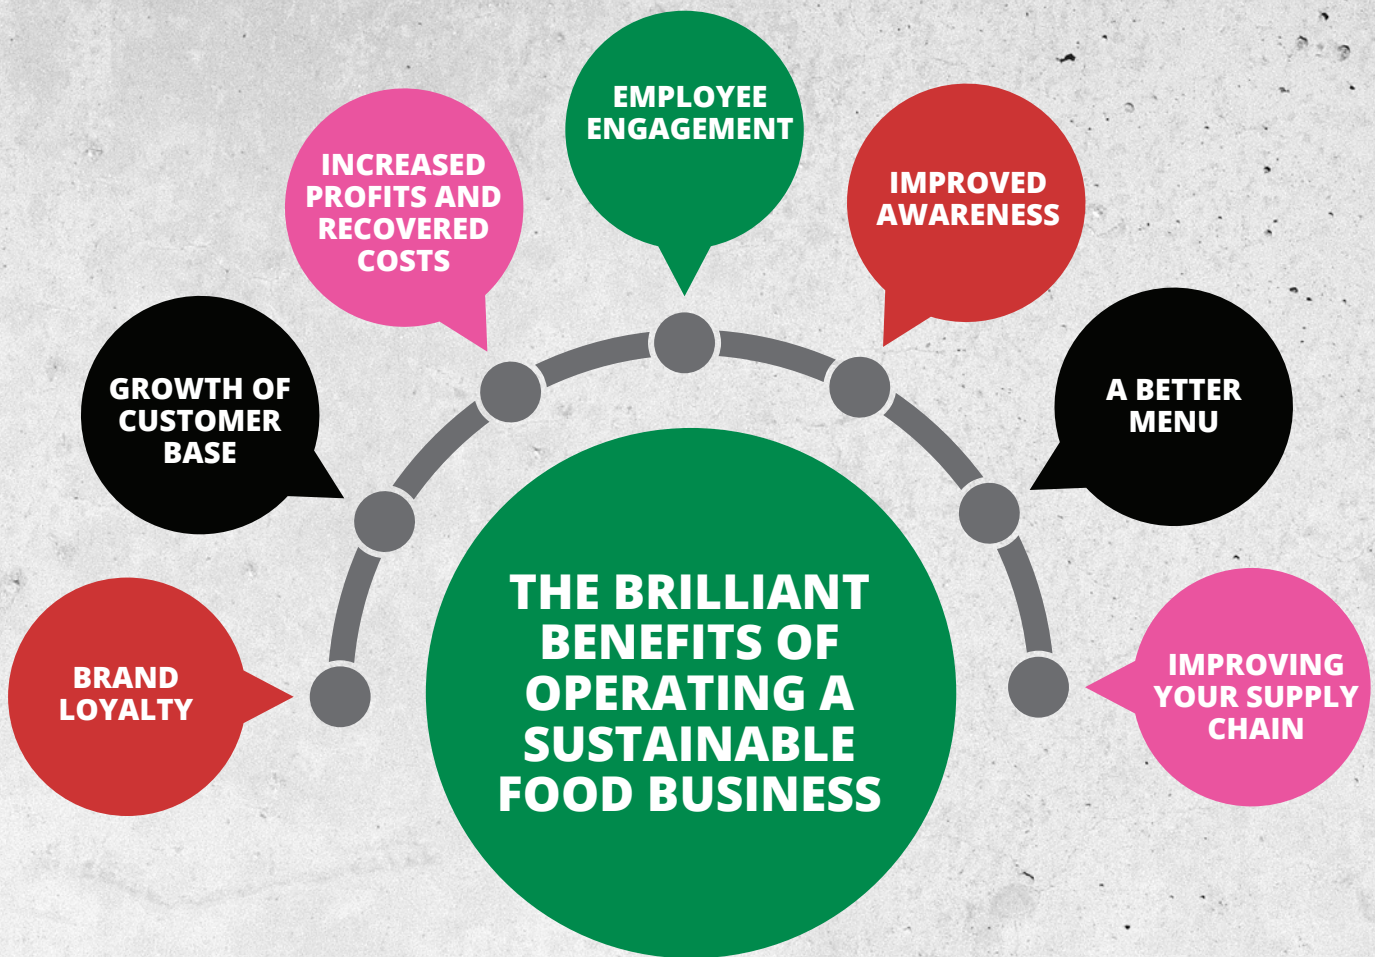 EMPLOYEE
ENGAGEMENT
INCREASED
PROFITS AND
RECOVERED
COSTS
IMPROVED
AWARENESS
GROWTH OF
CUSTOMER
BASE
A BETTER
MENU
BRAND
LOYALTY
THE BRILLIANT
BENEFITS OF
OPERATING A
SUSTAINABLE
FOOD BUSINESS
IMPROVING
YOUR SUPPLY
CHAIN